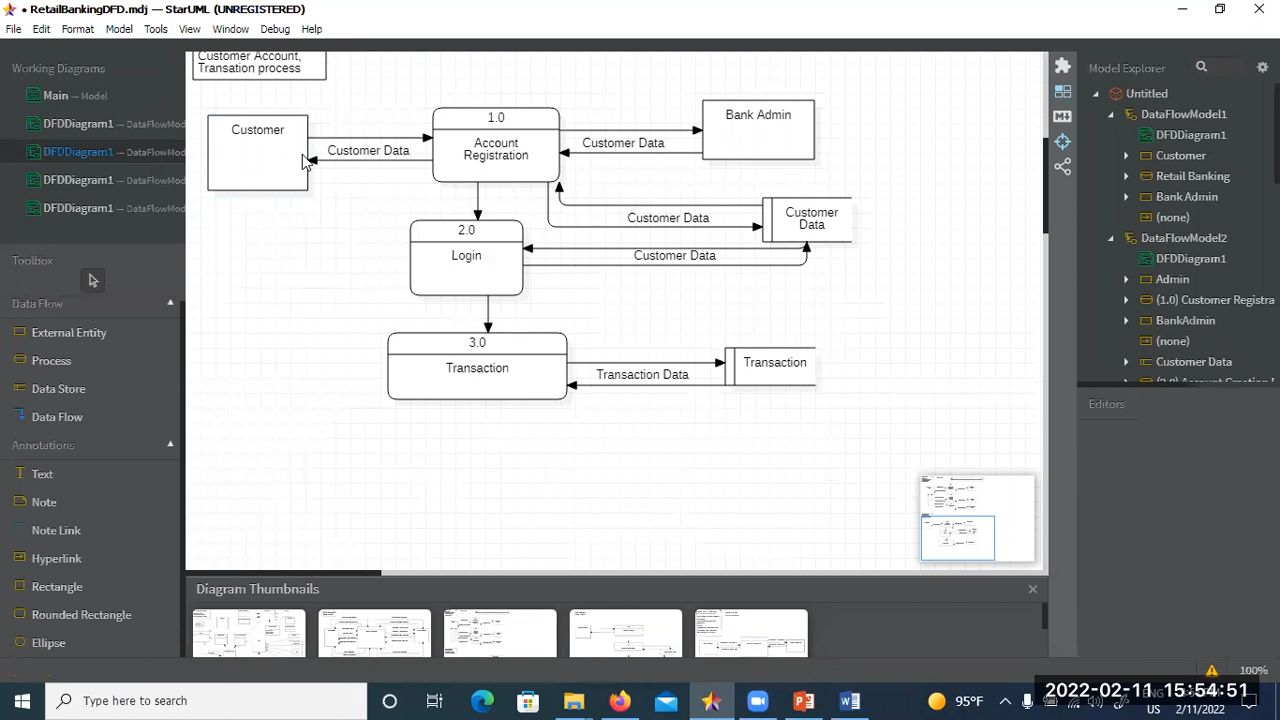 • RetailBankingDFD.mdj — StarUML (UNREGISTERED)
File Edit Format Model Tools View Window Debug Help
Working Diagrams
Main — Model
DFDDiagram1 — DataFlowMod
DFDDiagram1 — DataFlowMod
DFDDiagram1 — DataFlowMod
DFDDiagram1 — DataFlowMod
Toolbox
Data Flow
External Entity
Process
Data Store
Data Flow
Annotations
Text
Note
Note Link
Hyperlink
Rectangle
Rounded Rectangle
Ellipse
Customer Account,
Transation process
Customer
Customer Data
1.0
Account
Registration
Customer Data
Bank Admin
Customer Data
Customer
Data
2.0
Login
Customer Data
3.0
Transaction
Transaction Data
Transaction
Diagram Thumbnails
Model Explorer
Untitled
DataFlowModel1
DFDDiagram1
Customer
Retail Banking
Bank Admin
(none)
DataFlowModel2
DFDDiagram1
Admin
(1.0) Customer Registra
BankAdmin
(none)
Customer Data
(2.0) Account Creation
Editors
100%
Type here to search
95°F
ENG
US
2/11/2022
2022-02-11 15:54:51